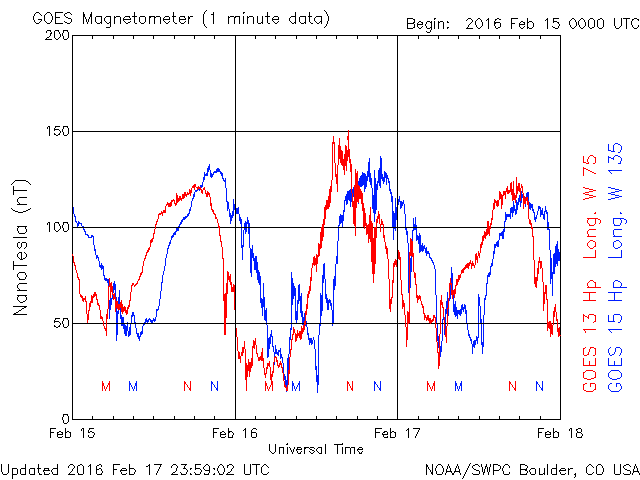 GOES Magnetometer (1 minute data)
Begin: 2016 Feb 15 0000 UTC
200
150
100
50
0
NanoTesla (nT)
M M N N M M N N M M N N
Feb 15 Feb 16 Feb 17 Feb 18
Universal Time
GOES 13 Hp Long. W 75
GOES 15 Hp Long. W 135
Updated 2016 Feb 17 23:59:02 UTC
NOAA/SWPC Boulder, CO USA